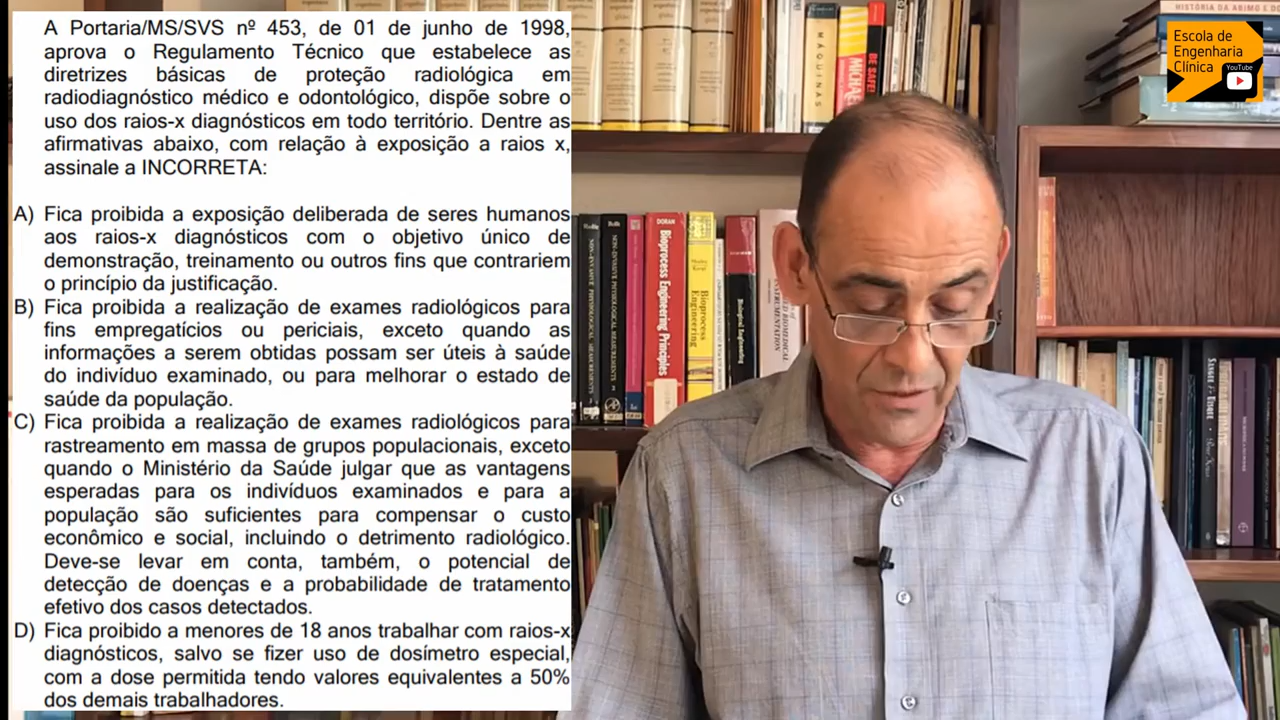 A Portaria/MS/SVS nº 453, de 01 de junho de 1998,
aprova o Regulamento Técnico que estabelece as
diretrizes básicas de proteção radiológica em
radiodiagnóstico médico e odontológico, dispõe sobre o
uso dos raios-x diagnósticos em todo território. Dentre as
afirmativas abaixo, com relação à exposição a raios x,
assinale a INCORRETA:
A) Fica proibida a exposição deliberada de seres humanos
aos raios-x diagnósticos com o objetivo único de
demonstração, treinamento ou outros fins que contrariem
o princípio da justificação.
B) Fica proibida a realização de exames radiológicos para
fins empregatícios ou periciais, exceto quando as
informações a serem obtidas possam ser úteis à saúde
do indivíduo examinado, ou para melhorar o estado de
saúde da população.
C) Fica proibida a realização de exames radiológicos para
rastreamento em massa de grupos populacionais, exceto
quando o Ministério da Saúde julgar que as vantagens
esperadas para os indivíduos examinados e para a
população são suficientes para compensar o custo
econômico e social, incluindo o detrimento radiológico.
Deve-se levar em conta, também, o potencial de
detecção de doenças e a probabilidade de tratamento
efetivo dos casos detectados.
D) Fica proibido a menores de 18 anos trabalhar com raios-x
diagnósticos, salvo se fizer uso de dosímetro especial,
com a dose permitida tendo valores equivalentes a 50%
dos demais trabalhadores.
Escola de
Engenharia
Clínica
YouTube
MÁQUINAS
MICHAEL
BE SAFE!
DORAN
Bioprocess Engineering Principles
Bioprocess
Engineering
Biological Engineering
INSTRUMENTATION